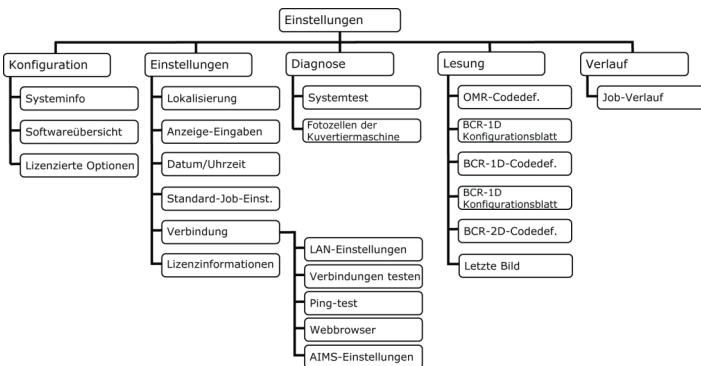 Einstellungen
Konfiguration
Systeminfo
Softwareübersicht
Lizenzierte Optionen
Einstellungen
Lokalisierung
Anzeige-Eingaben
Datum/Uhrzeit
Standard-Job-Einst.
Verbindung
Lizenzinformationen
LAN-Einstellungen
Verbindungen testen
Ping-test
Webbrowser
AIMS-Einstellungen
Diagnose
Systemtest
Fotozellen der
Kuvertiermaschine
Lesung
OMR-Codedef.
BCR-1D
Konfigurationsblatt
BCR-1D-Codedef.
BCR-1D
Konfigurationsblatt
BCR-2D-Codedef.
Letzte Bild
Verlauf
Job-Verlauf